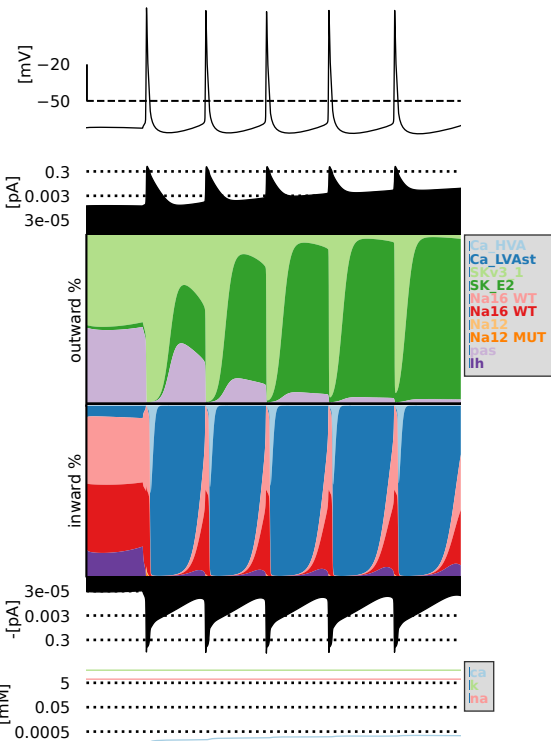 [mV]
−20
−50
[pA]
0.3
0.003
3e-05
outward %
Ca_HVA
Ca_LVAst
SKv3_1
SK_E2
Na16 WT
Na16 WT
Na12
Na12 MUT
pas
Ih
inward %
-[pA]
3e-05
0.003
0.3
[mM]
5
0.05
0.0005
ca
k
na